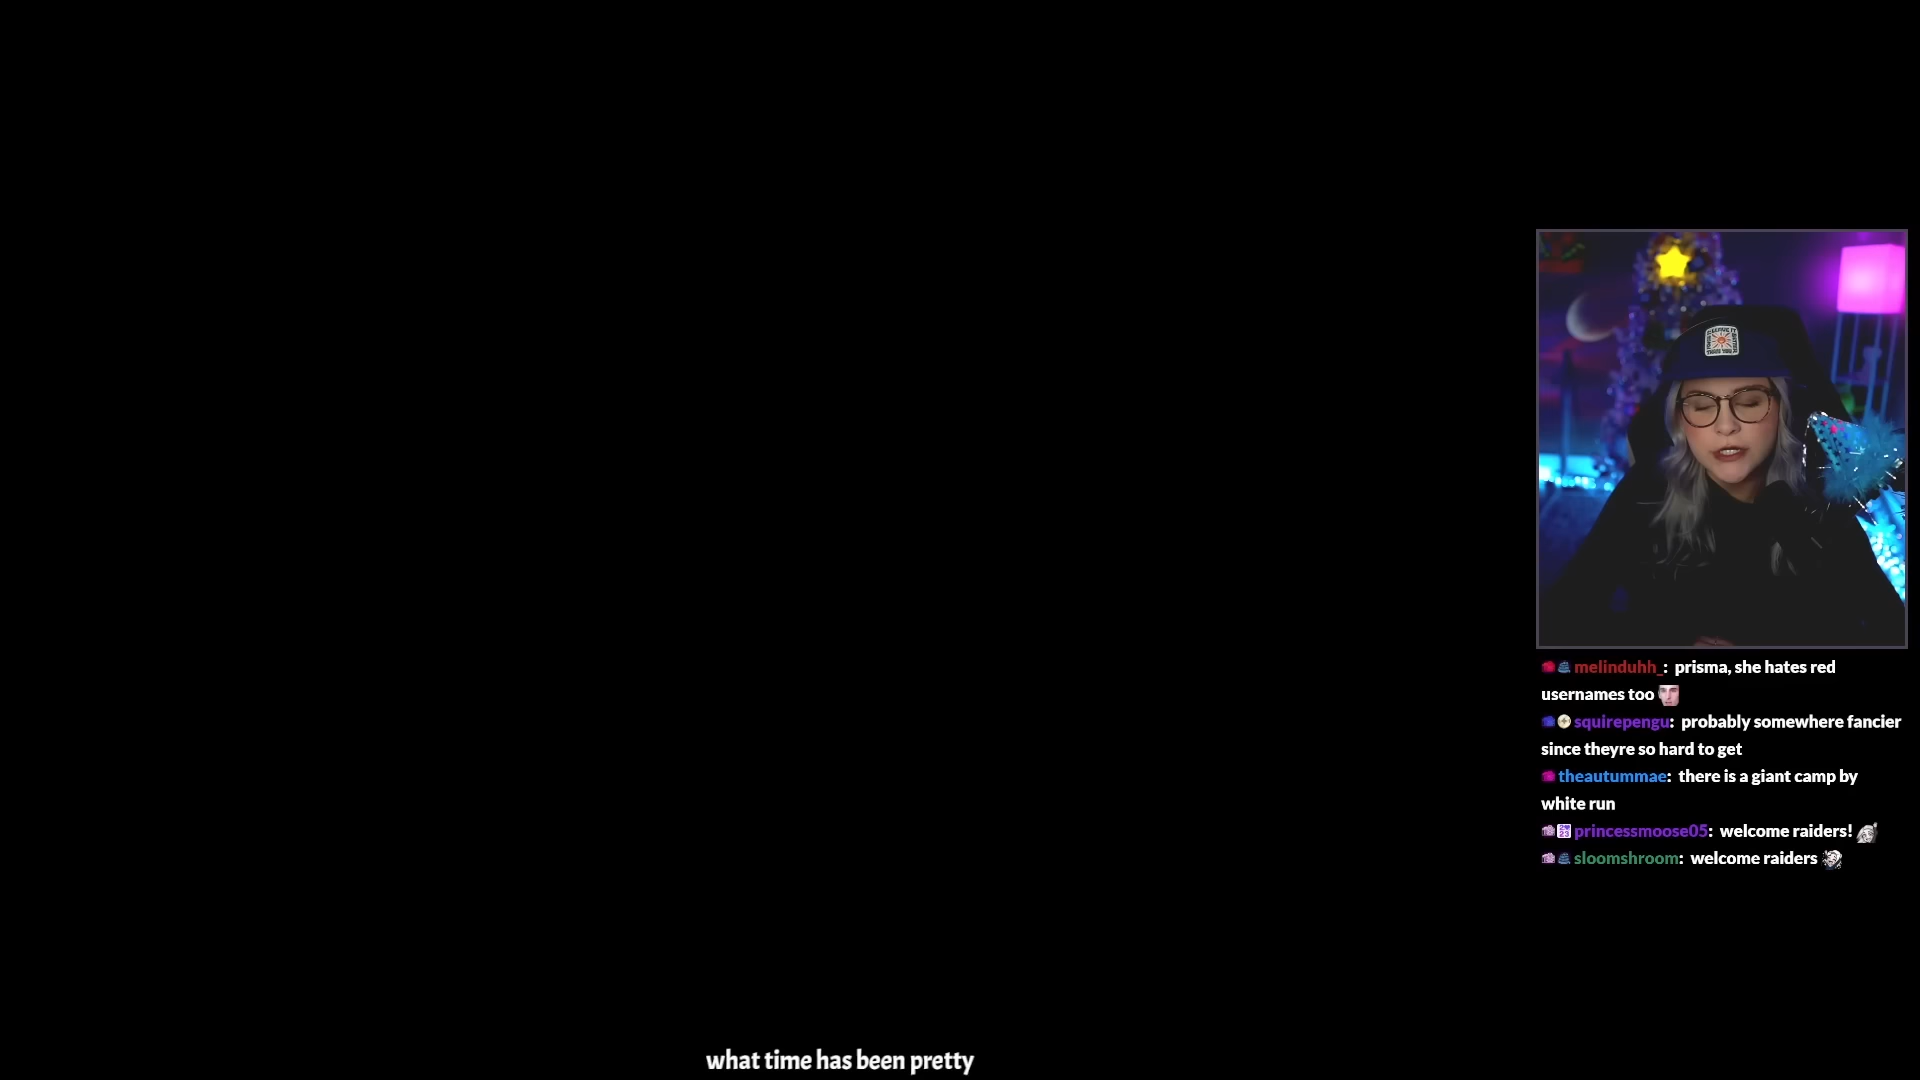 melinduhh_: prisma, she hates red
usernames too
squirepengu: probably somewhere fancier
since theyre so hard to get
theautummae: there is a giant camp by
white run
princessmoose05: welcome raiders!
sloomshroom: welcome raiders
what time has been pretty